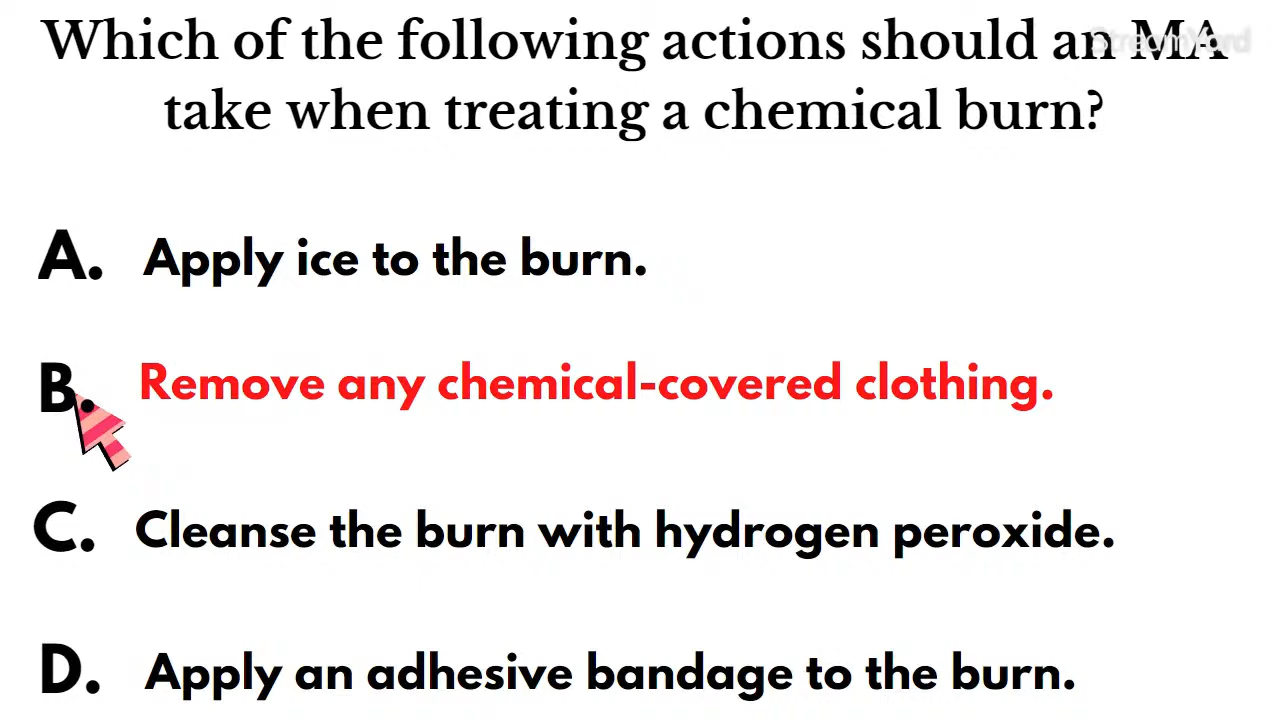 Which of the following actions should an MA
StreamYard
take when treating a chemical burn?
A. Apply ice to the burn.
B. Remove any chemical-covered clothing.
C. Cleanse the burn with hydrogen peroxide.
D. Apply an adhesive bandage to the burn.